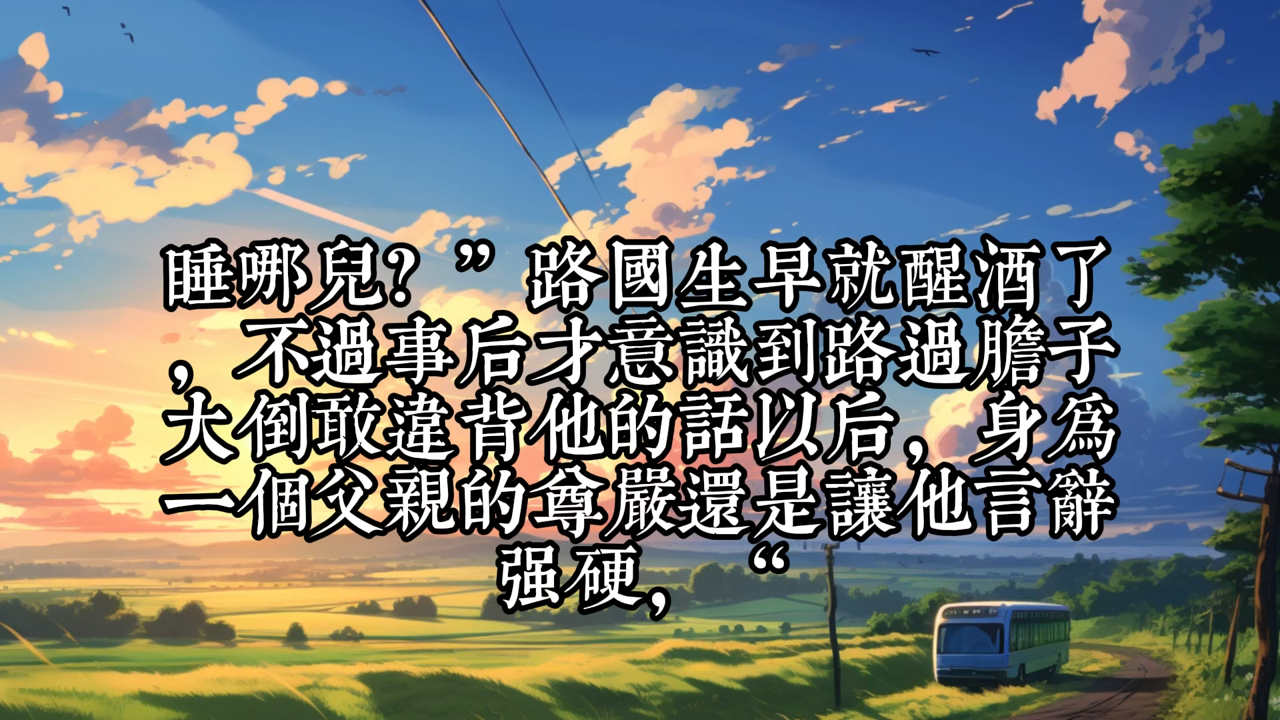 睡哪兒？”路國生早就醒酒了
，不過事后才意識到路過膽子
大倒敢違背他的話以后，身爲
一個父親的尊嚴還是讓他言辭
强硬，“